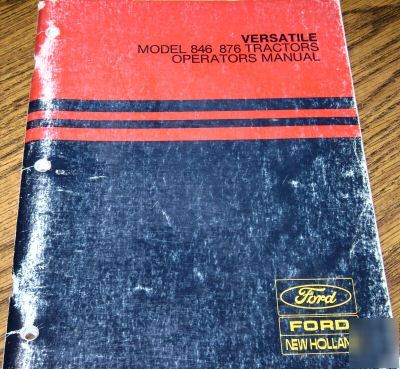 VERSATILE
MODEL 846 876 TRACTORS
OPERATORS MANUAL
Ford
FORD
NEW HOLLAND